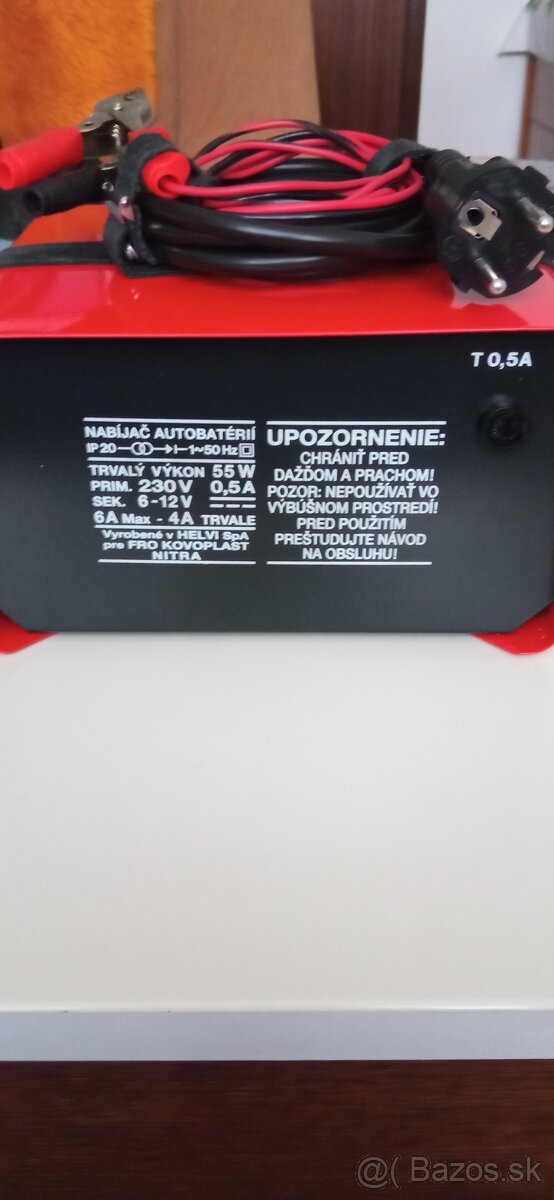 T 0,5A
NABÍJAČ AUTOBATÉRIÍ
IP 20 1~50 Hz
TRVALÝ VÝKON 55 W
PRIM. 230 V 0,5 A
SEK. 6-12 V
6A Max - 4A TRVALE
Vyrobené v HELVI SpA
pre FRO KOVOPLAST
NITRA
UPOZORNENIE:
CHRÁNIŤ PRED
DAŽĎOM A PRACHOM!
POZOR: NEPOUŽÍVAŤ VO
VÝBUŠNOM PROSTREDÍ!
PRED POUŽITÍM
PREŠTUDUJTE NÁVOD
NA OBSLUHU!
@( Bazos.sk